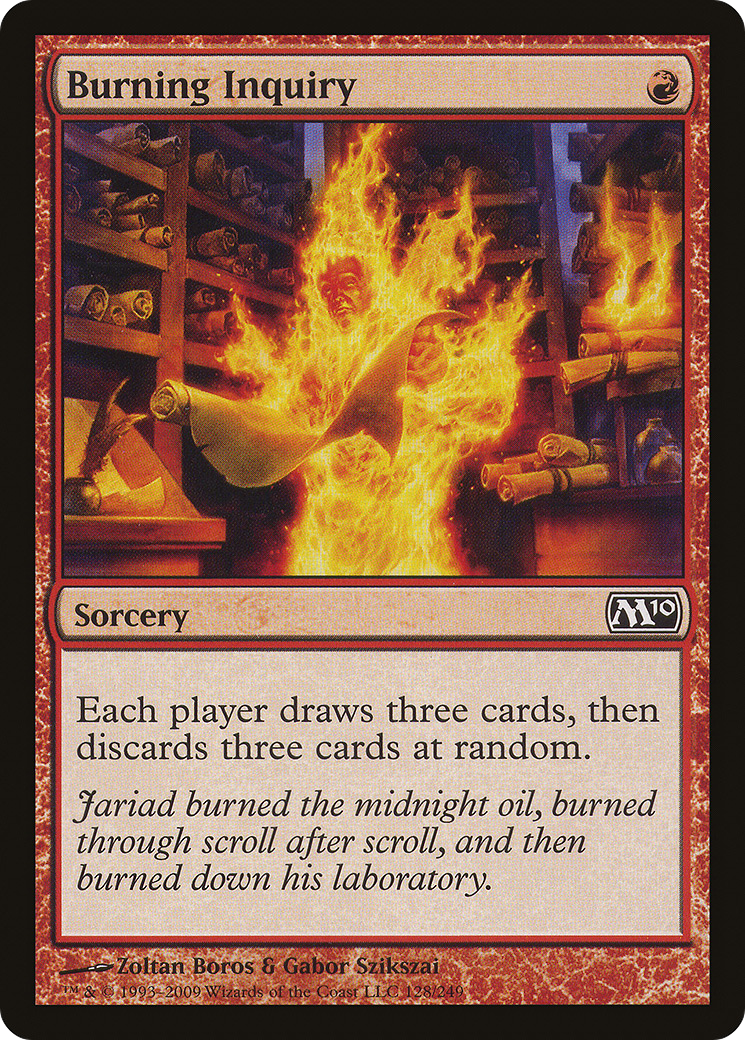 Burning Inquiry
Sorcery
M10
Each player draws three cards, then
discards three cards at random.
Jariad burned the midnight oil, burned
through scroll after scroll, and then
burned down his laboratory.
Zoltan Boros & Gabor Szikszai
™ & © 1993–2009 Wizards of the Coast LLC 128/249